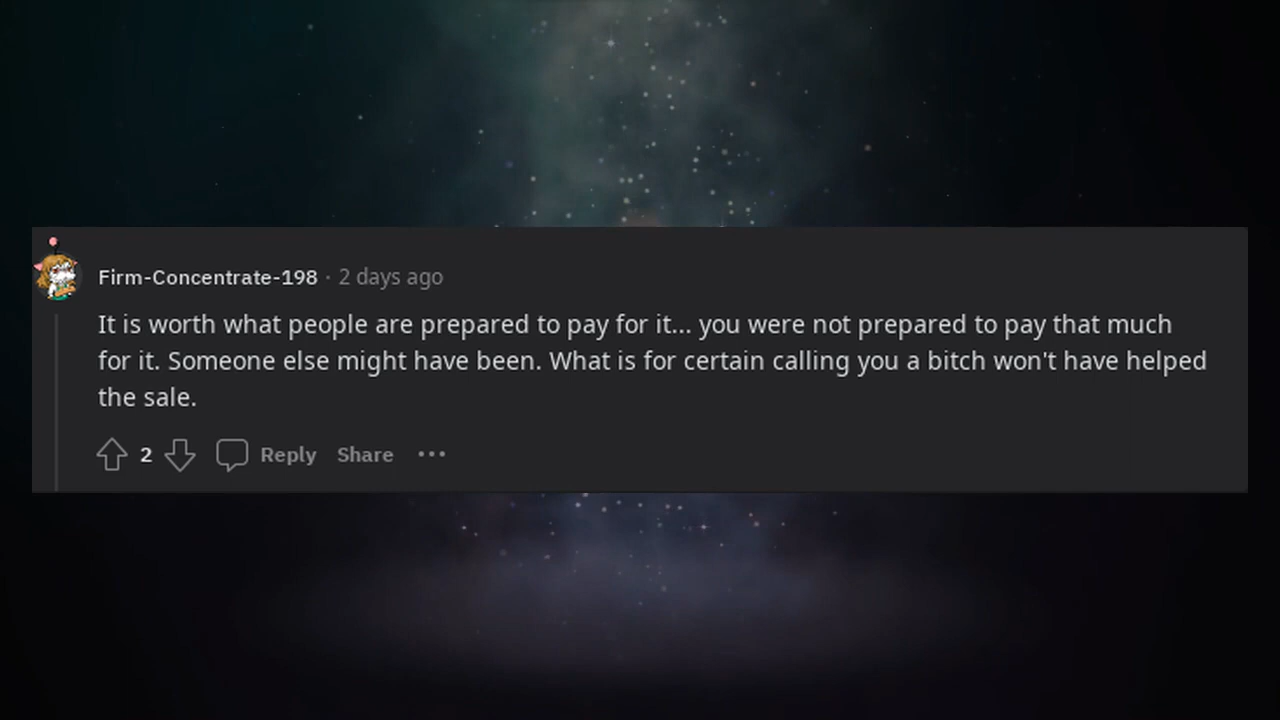 Firm-Concentrate-198 · 2 days ago
It is worth what people are prepared to pay for it... you were not prepared to pay that much
for it. Someone else might have been. What is for certain calling you a bitch won't have helped
the sale.
2 Reply Share ···